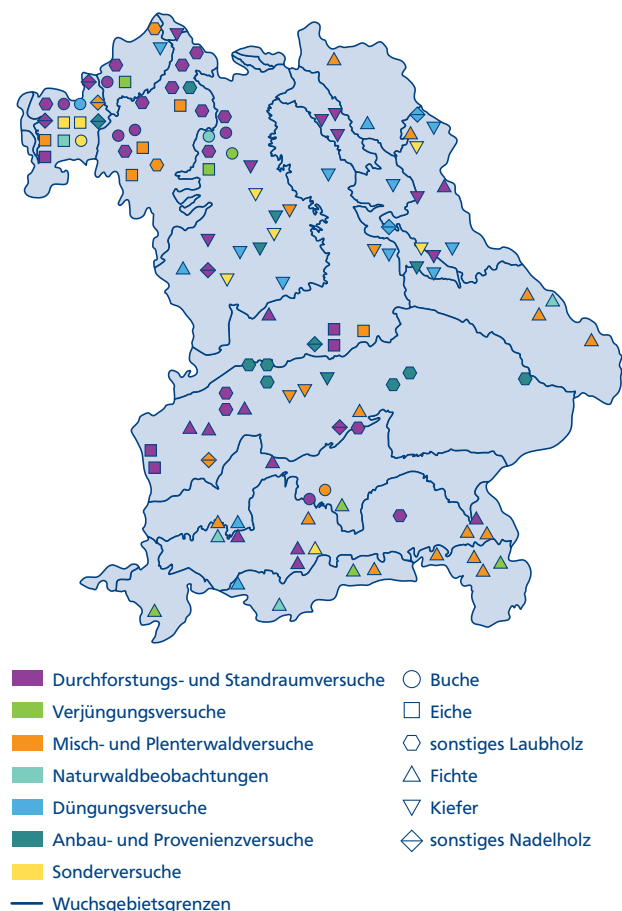 Durchforstungs- und Standraumversuche
Verjüngungsversuche
Misch- und Plenterwaldversuche
Naturwaldbeobachtungen
Düngungsversuche
Anbau- und Provenienzversuche
Sonderversuche
Wuchsgebietsgrenzen
Buche
Eiche
sonstiges Laubholz
Fichte
Kiefer
sonstiges Nadelholz